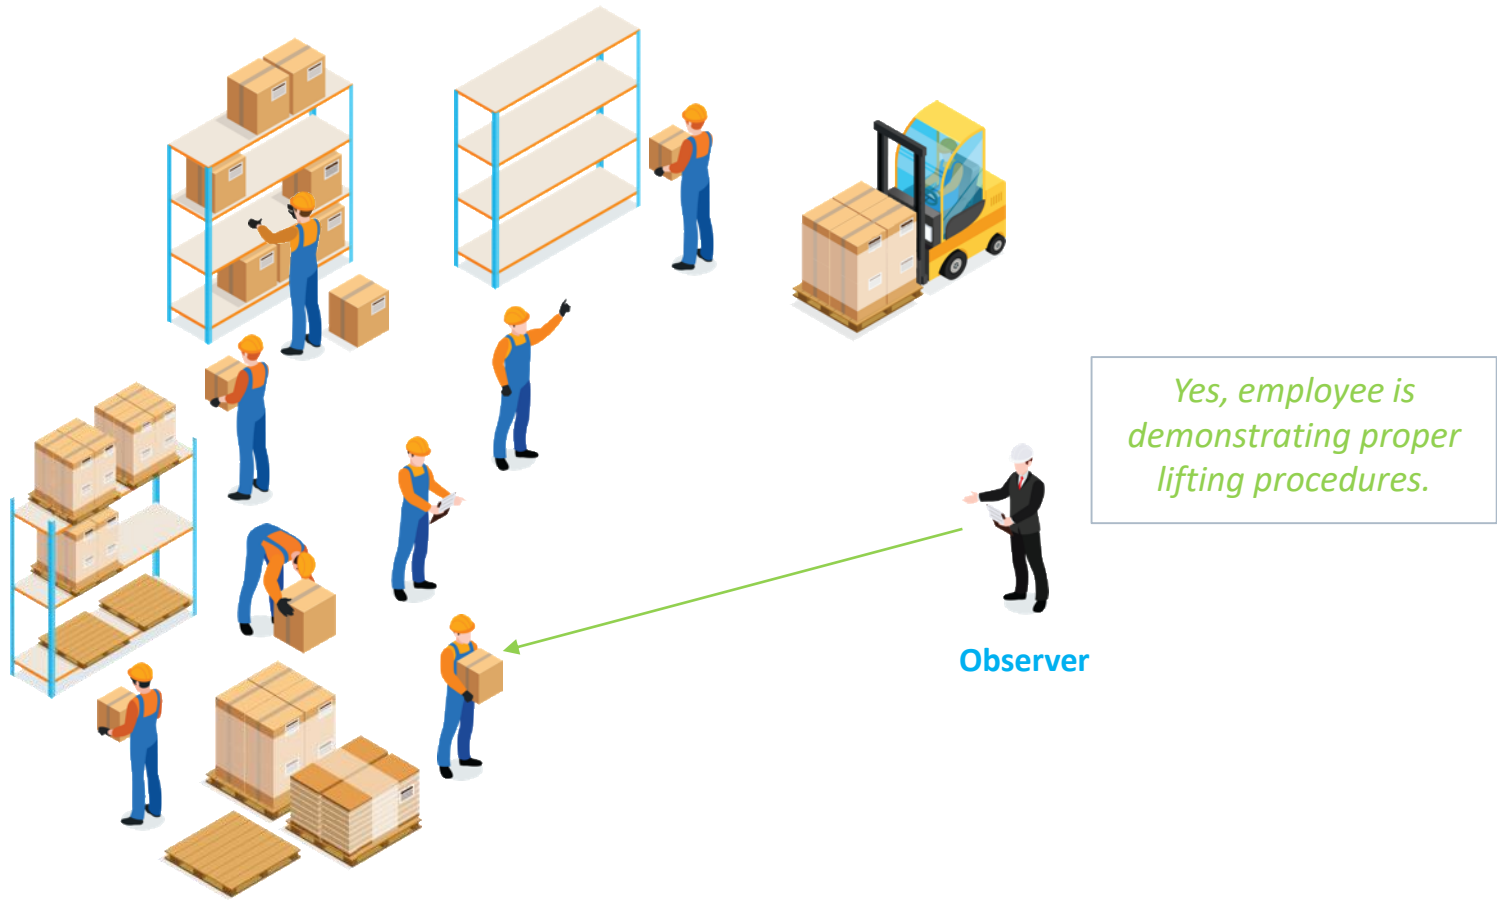 Yes, employee is
demonstrating proper
lifting procedures.
Observer